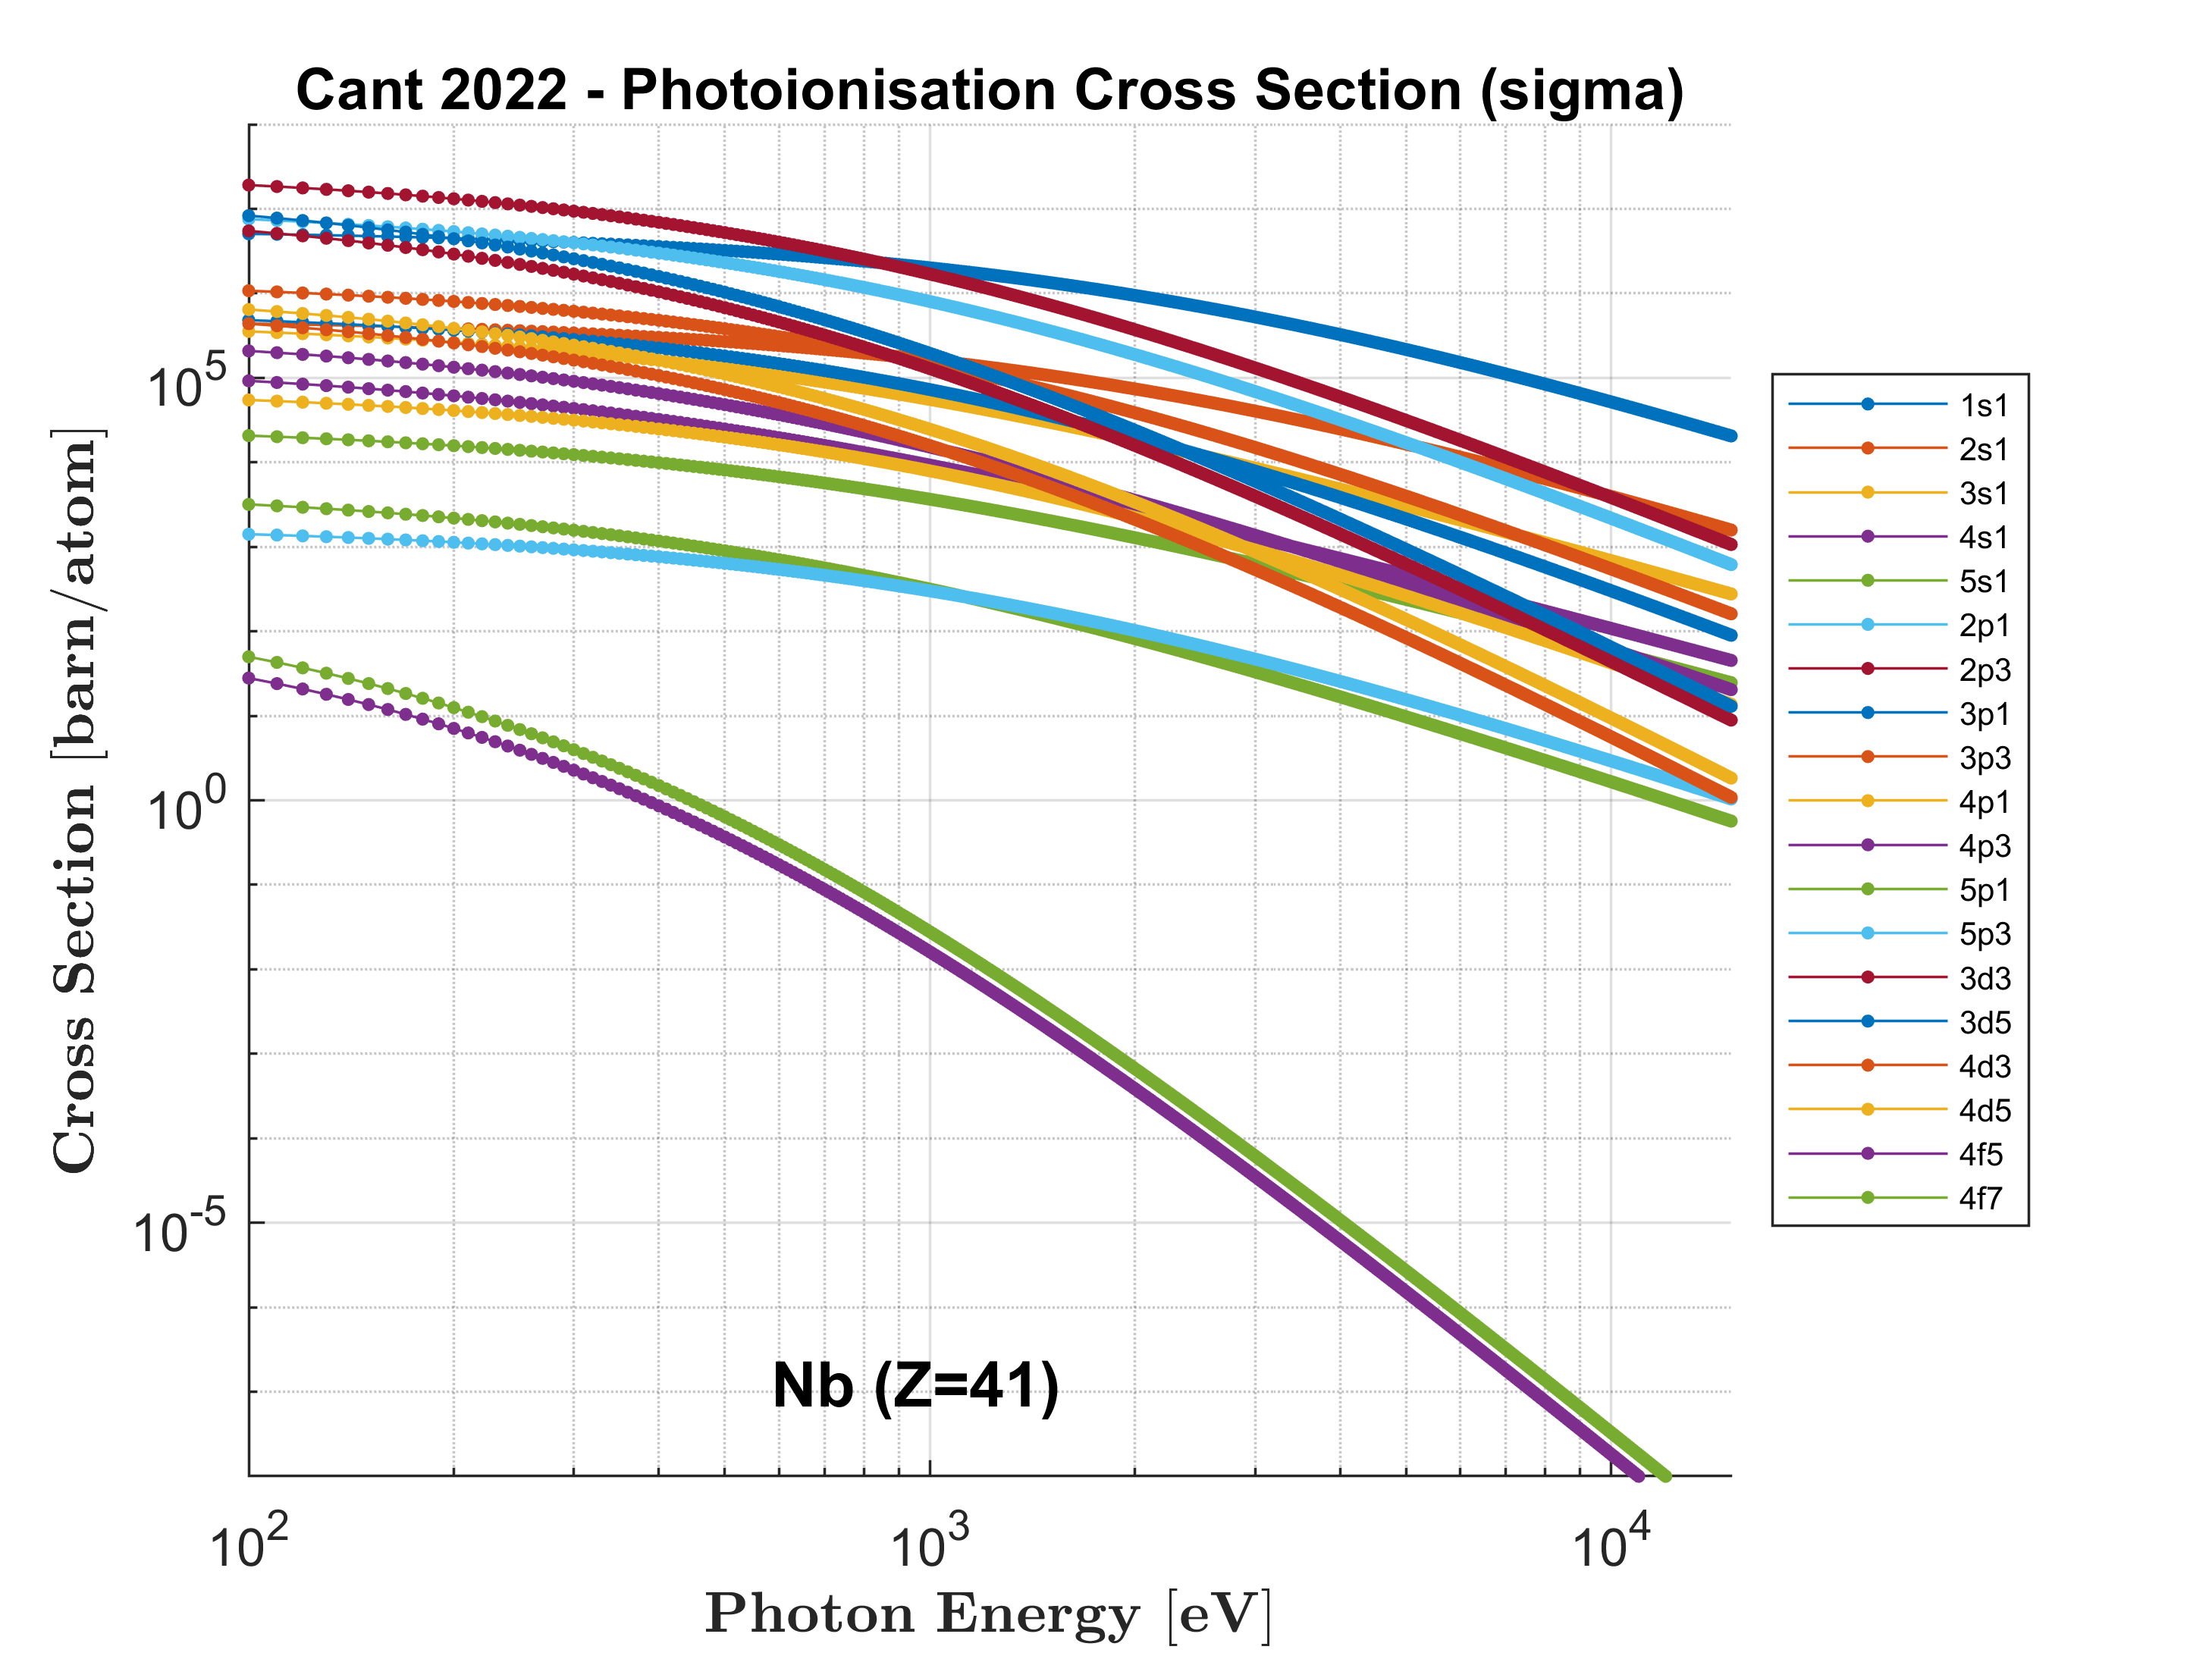 Cant 2022 - Photoionisation Cross Section (sigma)
Cross Section [barn/atom]
10^5
10^0
10^-5
Nb (Z=41)
10^2
10^3
10^4
Photon Energy [eV]
1s1
2s1
3s1
4s1
5s1
2p1
2p3
3p1
3p3
4p1
4p3
5p1
5p3
3d3
3d5
4d3
4d5
4f5
4f7